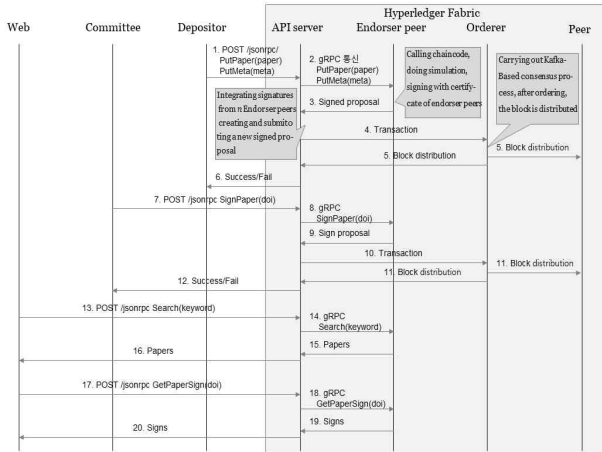 Hyperledger Fabric
Web
Committee
Depositor
API server
Endorser peer
Orderer
Peer
1. POST /jsonrpc/
PutPaper(paper)
PutMeta(meta)
2. gRPC 통신
PutPaper(paper)
PutMeta(meta)
Calling chaincode,
doing simulation,
signing with certify-
cate of endorser peers
Carrying out Kafka-
Based consensus pro-
cess, after ordering,
the block is distributed
Integrating signatures
from n Endorser peers
creating and submito-
ting a new signed pro-
posal
3. Signed proposal
4. Transaction
5. Block distribution
5. Block distribution
6. Success/Fail
7. POST /jsonrpc SignPaper(doi)
8. gRPC
SignPaper(doi)
9. Sign proposal
10. Transaction
11. Block distribution
11. Block distribution
12. Success/Fail
13. POST /jsonrpc Search(keyword)
14. gRPC
Search(keyword)
15. Papers
16. Papers
17. POST /jsonrpc GetPaperSign(doi)
18. gRPC
GetPaperSign(doi)
19. Signs
20. Signs